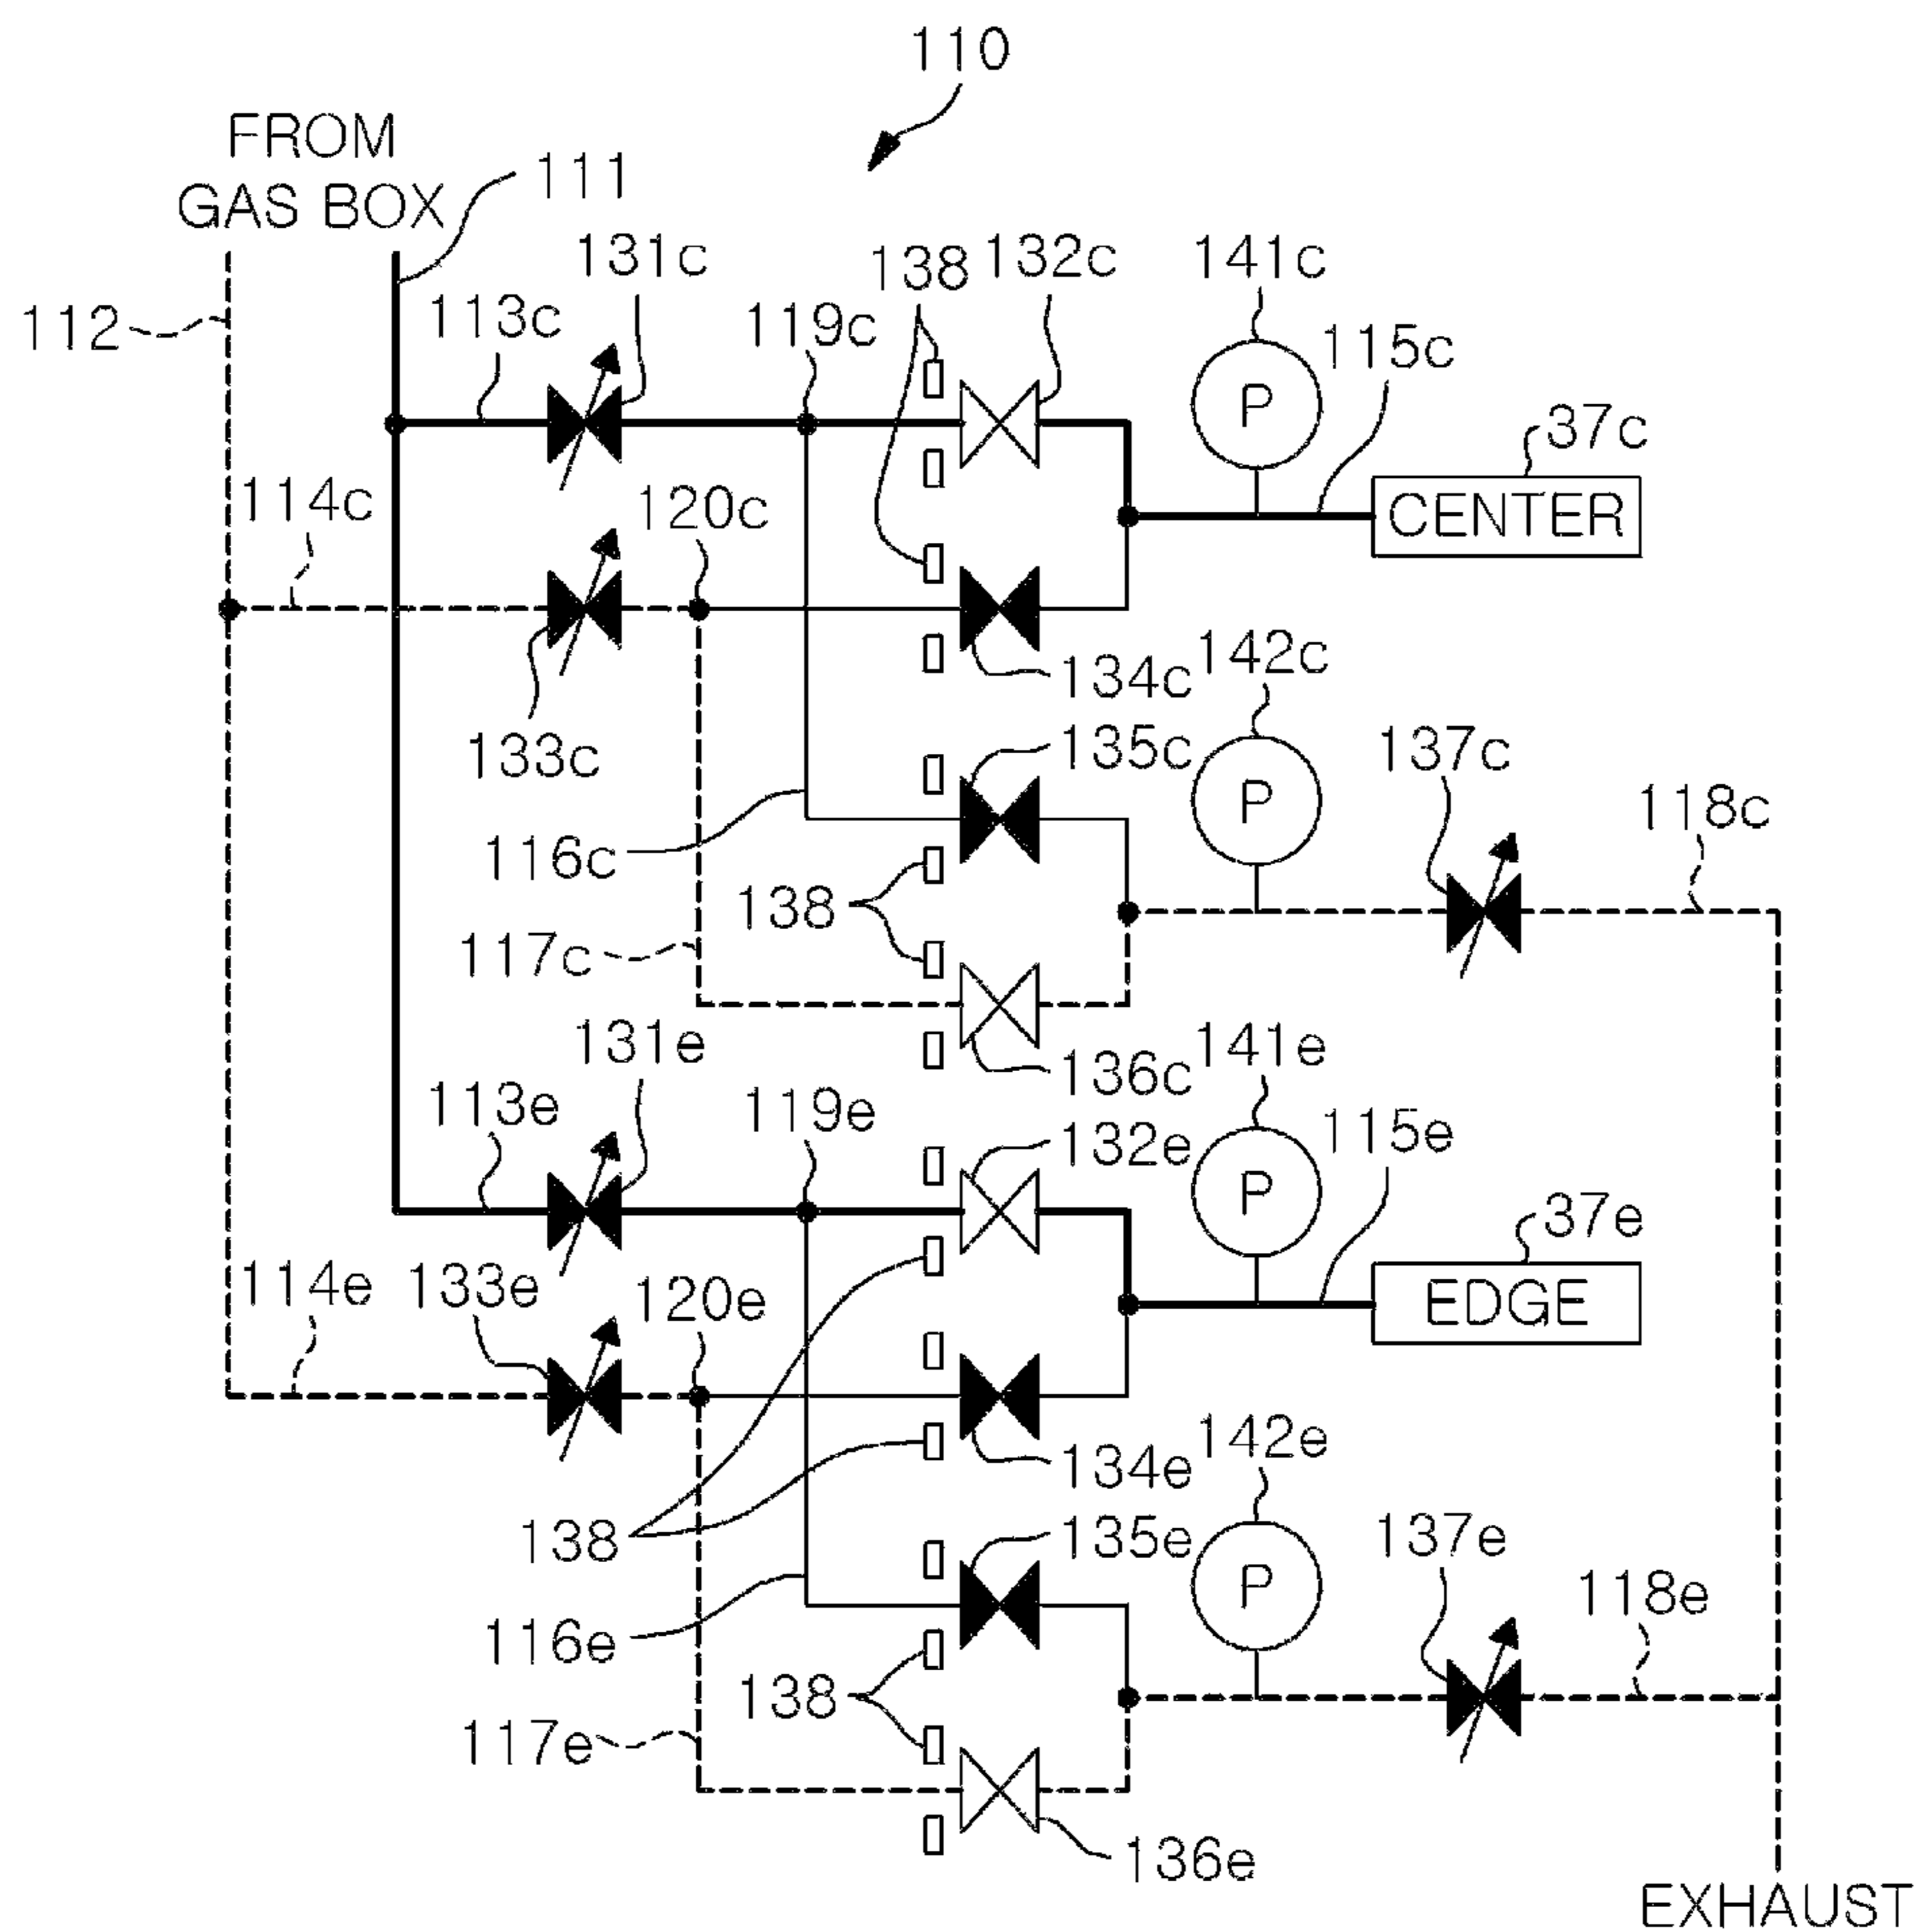 110
FROM
GAS BOX
111
131c
138
132c
141c
112
113c
119c
115c
P
37c
114c
120c
CENTER
133c
134c
142c
135c
137c
P
118c
116c
138
117c
131e
136c
141e
113e
119e
132e
115e
P
37e
114e
133e
120e
EDGE
134e
142e
138
135e
137e
P
118e
116e
138
117e
136e
EXHAUST